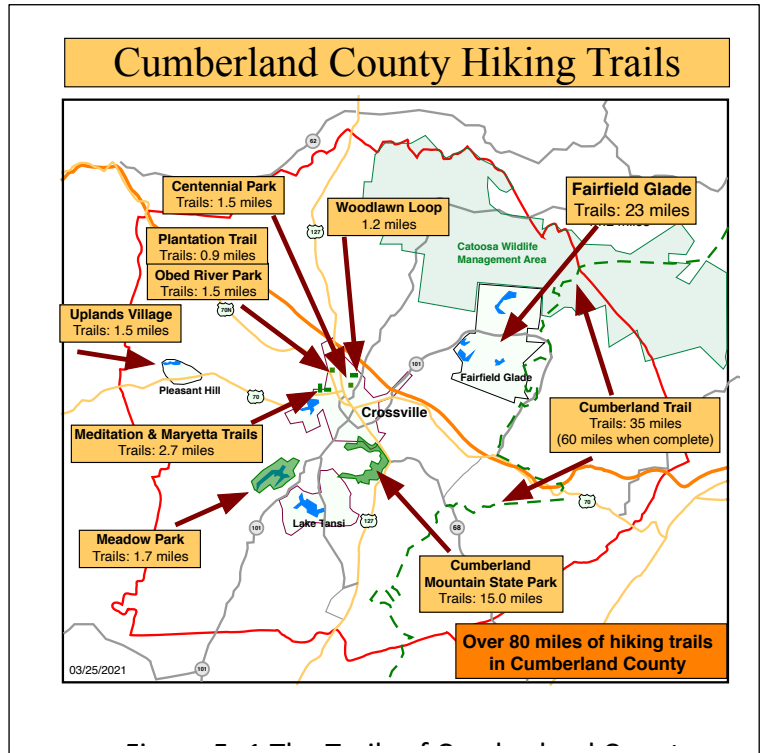 Cumberland County Hiking Trails
62
Centennial Park
Trails: 1.5 miles
Woodlawn Loop
1.2 miles
Fairfield Glade
Trails: 23 miles
127
Plantation Trail
Trails: 0.9 miles
Catoosa Wildlife
Management Area
Obed River Park
Trails: 1.5 miles
70N
Uplands Village
Trails: 1.5 miles
101
Pleasant Hill
70
Fairfield Glade
Crossville
Cumberland Trail
Trails: 35 miles
(60 miles when complete)
Meditation & Maryetta Trails
Trails: 2.7 miles
70
Lake Tansi
127
101
68
Meadow Park
Trails: 1.7 miles
Cumberland
Mountain State Park
Trails: 15.0 miles
Over 80 miles of hiking trails
in Cumberland County
03/25/2021
101